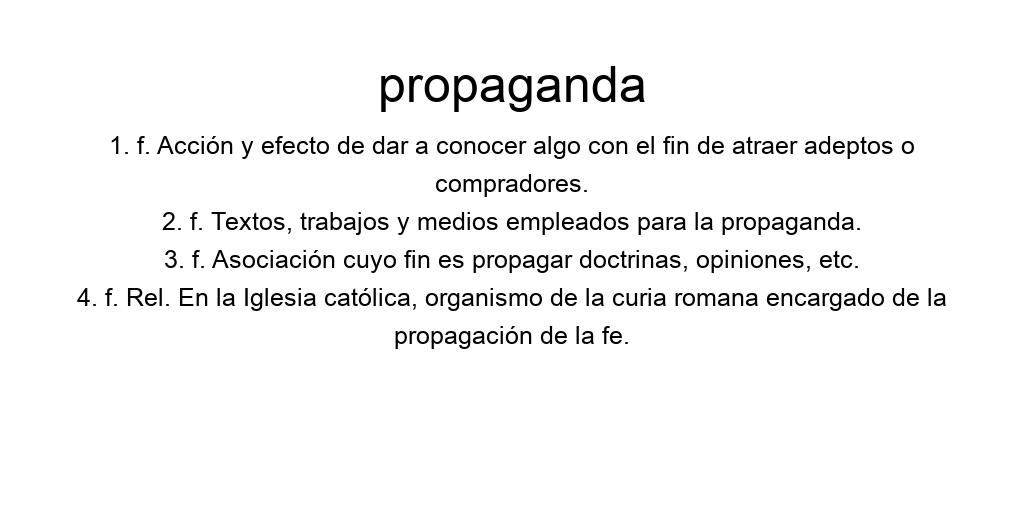 propaganda
1. f. Acción y efecto de dar a conocer algo con el fin de atraer adeptos o
compradores.
2. f. Textos, trabajos y medios empleados para la propaganda.
3. f. Asociación cuyo fin es propagar doctrinas, opiniones, etc.
4. f. Rel. En la Iglesia católica, organismo de la curia romana encargado de la
propagación de la fe.